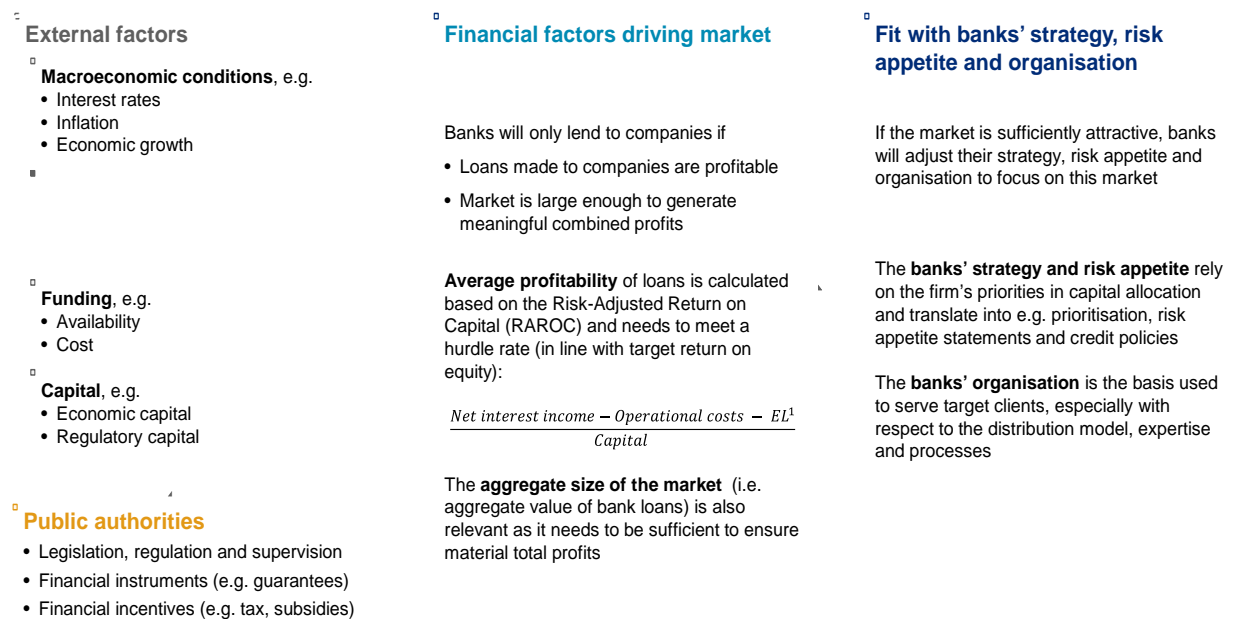 External factors
Macroeconomic conditions, e.g.
• Interest rates
• Inflation
• Economic growth
Funding, e.g.
• Availability
• Cost
Capital, e.g.
• Economic capital
• Regulatory capital
Public authorities
• Legislation, regulation and supervision
• Financial instruments (e.g. guarantees)
• Financial incentives (e.g. tax, subsidies)
Financial factors driving market
Banks will only lend to companies if
• Loans made to companies are profitable
• Market is large enough to generate
meaningful combined profits
Average profitability of loans is calculated
based on the Risk-Adjusted Return on
Capital (RAROC) and needs to meet a
hurdle rate (in line with target return on
equity):
Net interest income − Operational costs − EL¹
Capital
The aggregate size of the market (i.e.
aggregate value of bank loans) is also
relevant as it needs to be sufficient to ensure
material total profits
Fit with banks’ strategy, risk
appetite and organisation
If the market is sufficiently attractive, banks
will adjust their strategy, risk appetite and
organisation to focus on this market
The banks’ strategy and risk appetite rely
on the firm’s priorities in capital allocation
and translate into e.g. prioritisation, risk
appetite statements and credit policies
The banks’ organisation is the basis used
to serve target clients, especially with
respect to the distribution model, expertise
and processes